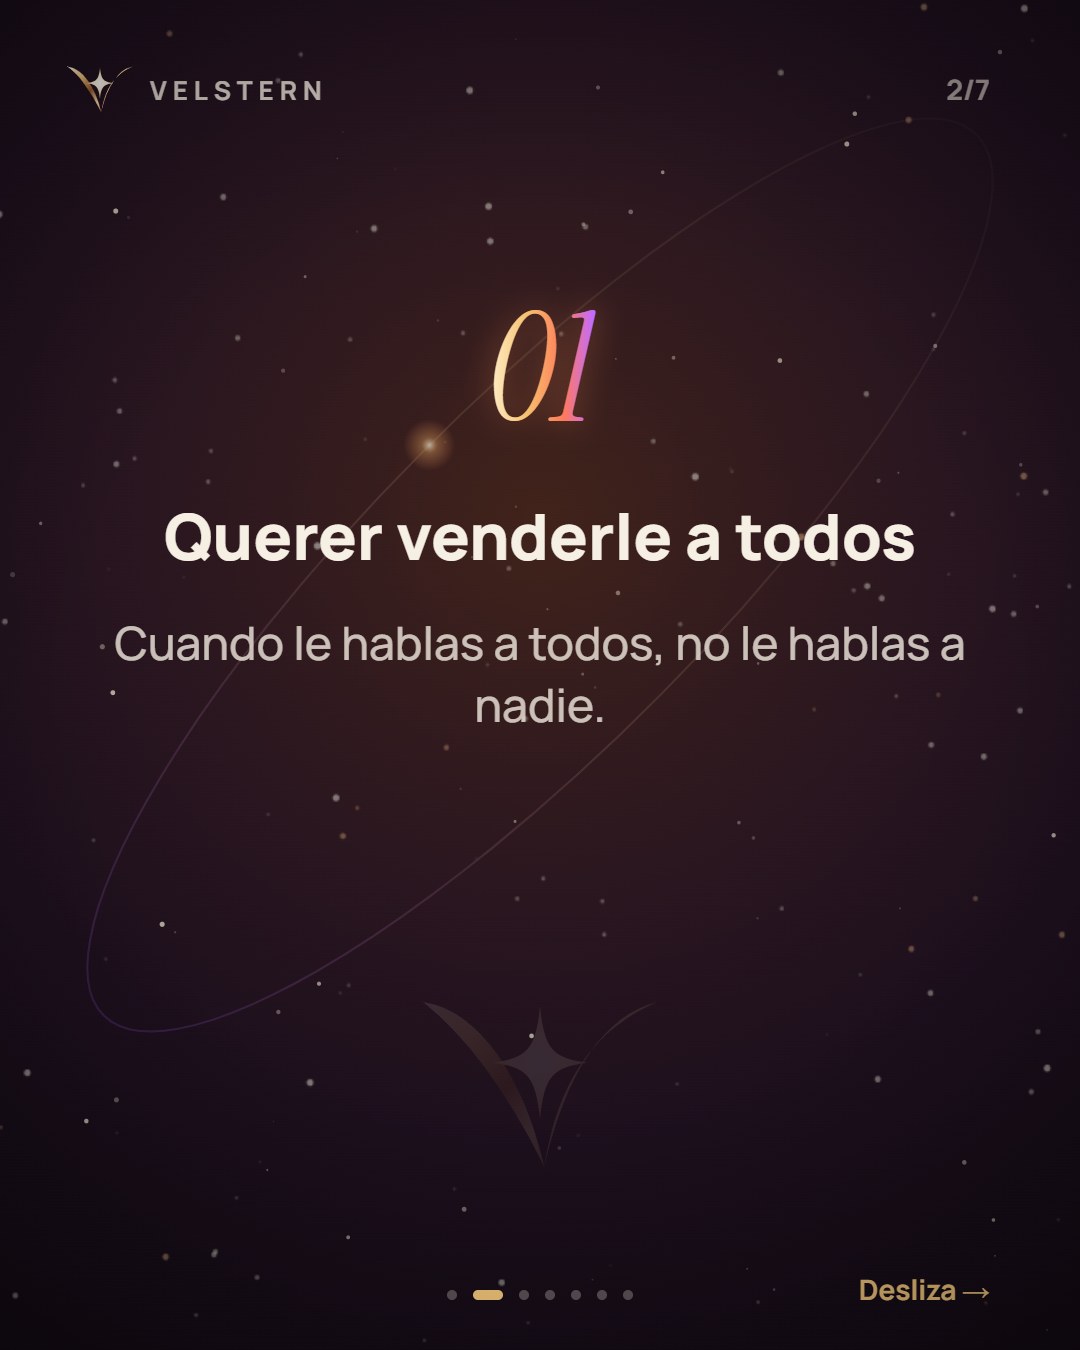 VELSTERN
2/7
01
Querer venderle a todos
Cuando le hablas a todos, no le hablas a
nadie.
Desliza →